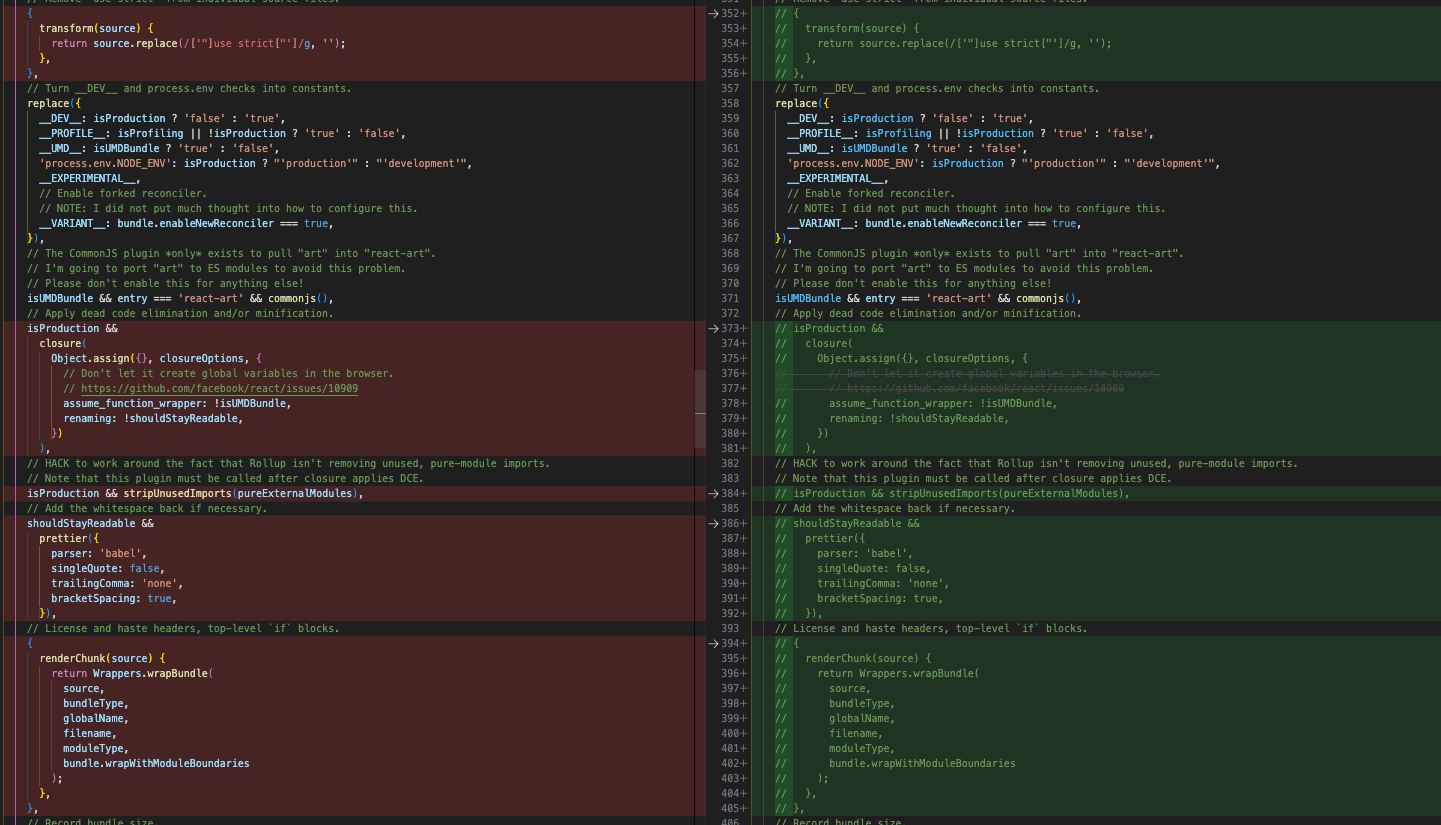 // Remove 'use strict' from individual source files.
{
transform(source) {
return source.replace(/['"]use strict["']/g, '');
},
},
// Turn __DEV__ and process.env checks into constants.
replace({
__DEV__: isProduction ? 'false' : 'true',
__PROFILE__: isProfiling || !isProduction ? 'true' : 'false',
__UMD__: isUMDBundle ? 'true' : 'false',
'process.env.NODE_ENV': isProduction ? "'production'" : "'development'",
__EXPERIMENTAL__,
// Enable forked reconciler.
// NOTE: I did not put much thought into how to configure this.
__VARIANT__: bundle.enableNewReconciler === true,
}),
// The CommonJS plugin *only* exists to pull "art" into "react-art".
// I'm going to port "art" to ES modules to avoid this problem.
// Please don't enable this for anything else!
isUMDBundle && entry === 'react-art' && commonjs(),
// Apply dead code elimination and/or minification.
isProduction &&
closure(
Object.assign({}, closureOptions, {
// Don't let it create global variables in the browser.
// https://github.com/facebook/react/issues/10909
assume_function_wrapper: !isUMDBundle,
renaming: !shouldStayReadable,
})
),
// HACK to work around the fact that Rollup isn't removing unused, pure-module imports.
// Note that this plugin must be called after closure applies DCE.
isProduction && stripUnusedImports(pureExternalModules),
// Add the whitespace back if necessary.
shouldStayReadable &&
prettier({
parser: 'babel',
singleQuote: false,
trailingComma: 'none',
bracketSpacing: true,
}),
// License and haste headers, top-level `if` blocks.
{
renderChunk(source) {
return Wrappers.wrapBundle(
source,
bundleType,
globalName,
filename,
moduleType,
bundle.wrapWithModuleBoundaries
);
},
},
// Record bundle size.
351 // Remove 'use strict' from individual source files.
→352+ // {
353+ // transform(source) {
354+ // return source.replace(/['"]use strict["']/g, '');
355+ // },
356+ // },
357 // Turn __DEV__ and process.env checks into constants.
358 replace({
359 __DEV__: isProduction ? 'false' : 'true',
360 __PROFILE__: isProfiling || !isProduction ? 'true' : 'false',
361 __UMD__: isUMDBundle ? 'true' : 'false',
362 'process.env.NODE_ENV': isProduction ? "'production'" : "'development'",
363 __EXPERIMENTAL__,
364 // Enable forked reconciler.
365 // NOTE: I did not put much thought into how to configure this.
366 __VARIANT__: bundle.enableNewReconciler === true,
367 }),
368 // The CommonJS plugin *only* exists to pull "art" into "react-art".
369 // I'm going to port "art" to ES modules to avoid this problem.
370 // Please don't enable this for anything else!
371 isUMDBundle && entry === 'react-art' && commonjs(),
372 // Apply dead code elimination and/or minification.
→373+ // isProduction &&
374+ // closure(
375+ // Object.assign({}, closureOptions, {
376+ // // Don't let it create global variables in the browser.
377+ // // https://github.com/facebook/react/issues/10909
378+ // assume_function_wrapper: !isUMDBundle,
379+ // renaming: !shouldStayReadable,
380+ // })
381+ // ),
382 // HACK to work around the fact that Rollup isn't removing unused, pure-module imports.
383 // Note that this plugin must be called after closure applies DCE.
→384+ // isProduction && stripUnusedImports(pureExternalModules),
385 // Add the whitespace back if necessary.
→386+ // shouldStayReadable &&
387+ // prettier({
388+ // parser: 'babel',
389+ // singleQuote: false,
390+ // trailingComma: 'none',
391+ // bracketSpacing: true,
392+ // }),
393 // License and haste headers, top-level `if` blocks.
→394+ // {
395+ // renderChunk(source) {
396+ // return Wrappers.wrapBundle(
397+ // source,
398+ // bundleType,
399+ // globalName,
400+ // filename,
401+ // moduleType,
402+ // bundle.wrapWithModuleBoundaries
403+ // );
404+ // },
405+ // },
406 // Record bundle size.